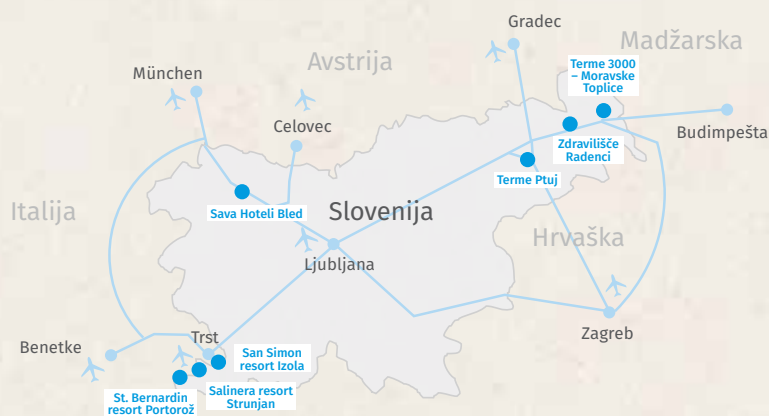 Gradec
Madžarska
Avstrija
Terme 3000
– Moravske
Toplice
München
Celovec
Budimpešta
Zdravilišče
Radenci
Terme Ptuj
Italija
Sava Hoteli Bled
Slovenija
Hrvaška
Ljubljana
Zagreb
Trst
Benetke
San Simon
resort Izola
Salinera resort
Strunjan
St. Bernardin
resort Portorož